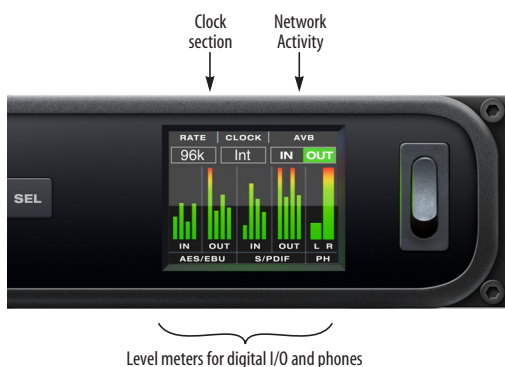 Clock section
Network Activity
RATE CLOCK AVB
96k Int IN OUT
SEL
IN OUT IN OUT L R
AES/EBU S/PDIF PH
Level meters for digital I/O and phones